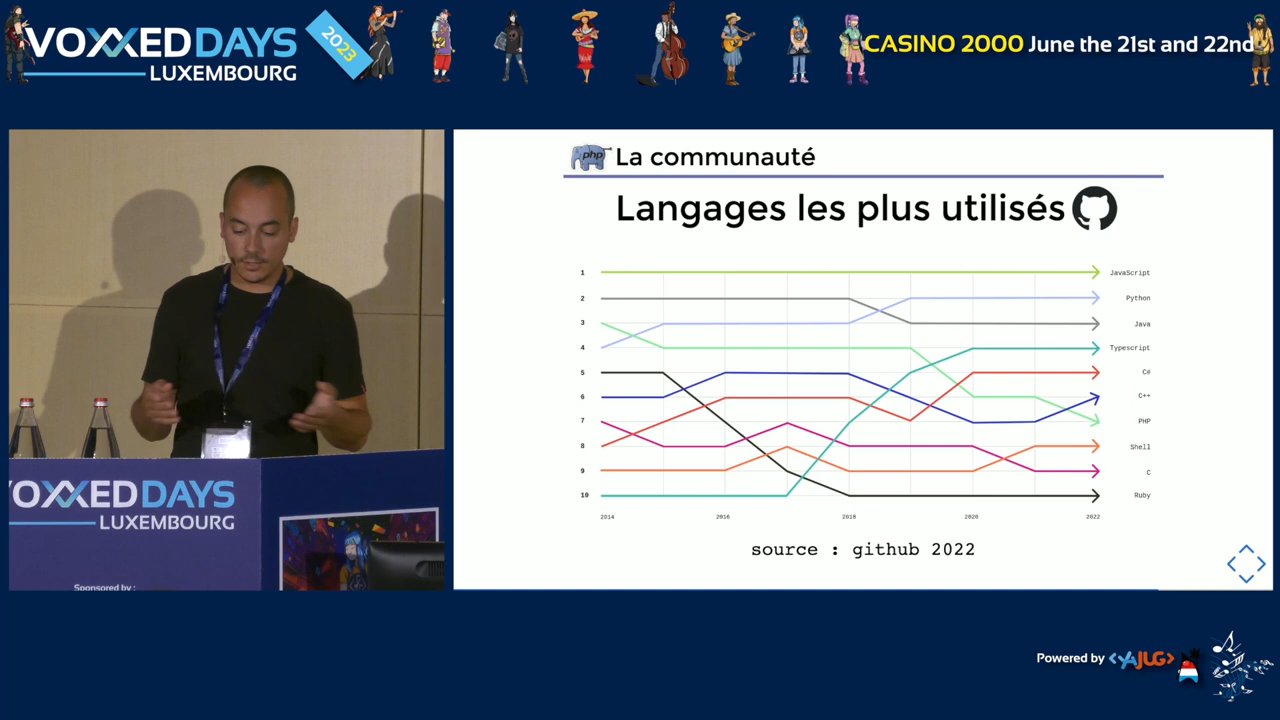 VOXXED DAYS
LUXEMBOURG
2023
CASINO 2000 June the 21st and 22nd
php La communauté
Langages les plus utilisés
1
2
3
4
5
6
7
8
9
10
JavaScript
Python
Java
Typescript
C#
C++
PHP
Shell
C
Ruby
2014 2016 2018 2020 2022
source : github 2022
VOXXED DAYS
LUXEMBOURG
Sponsored by :
Powered by <YAJUG>